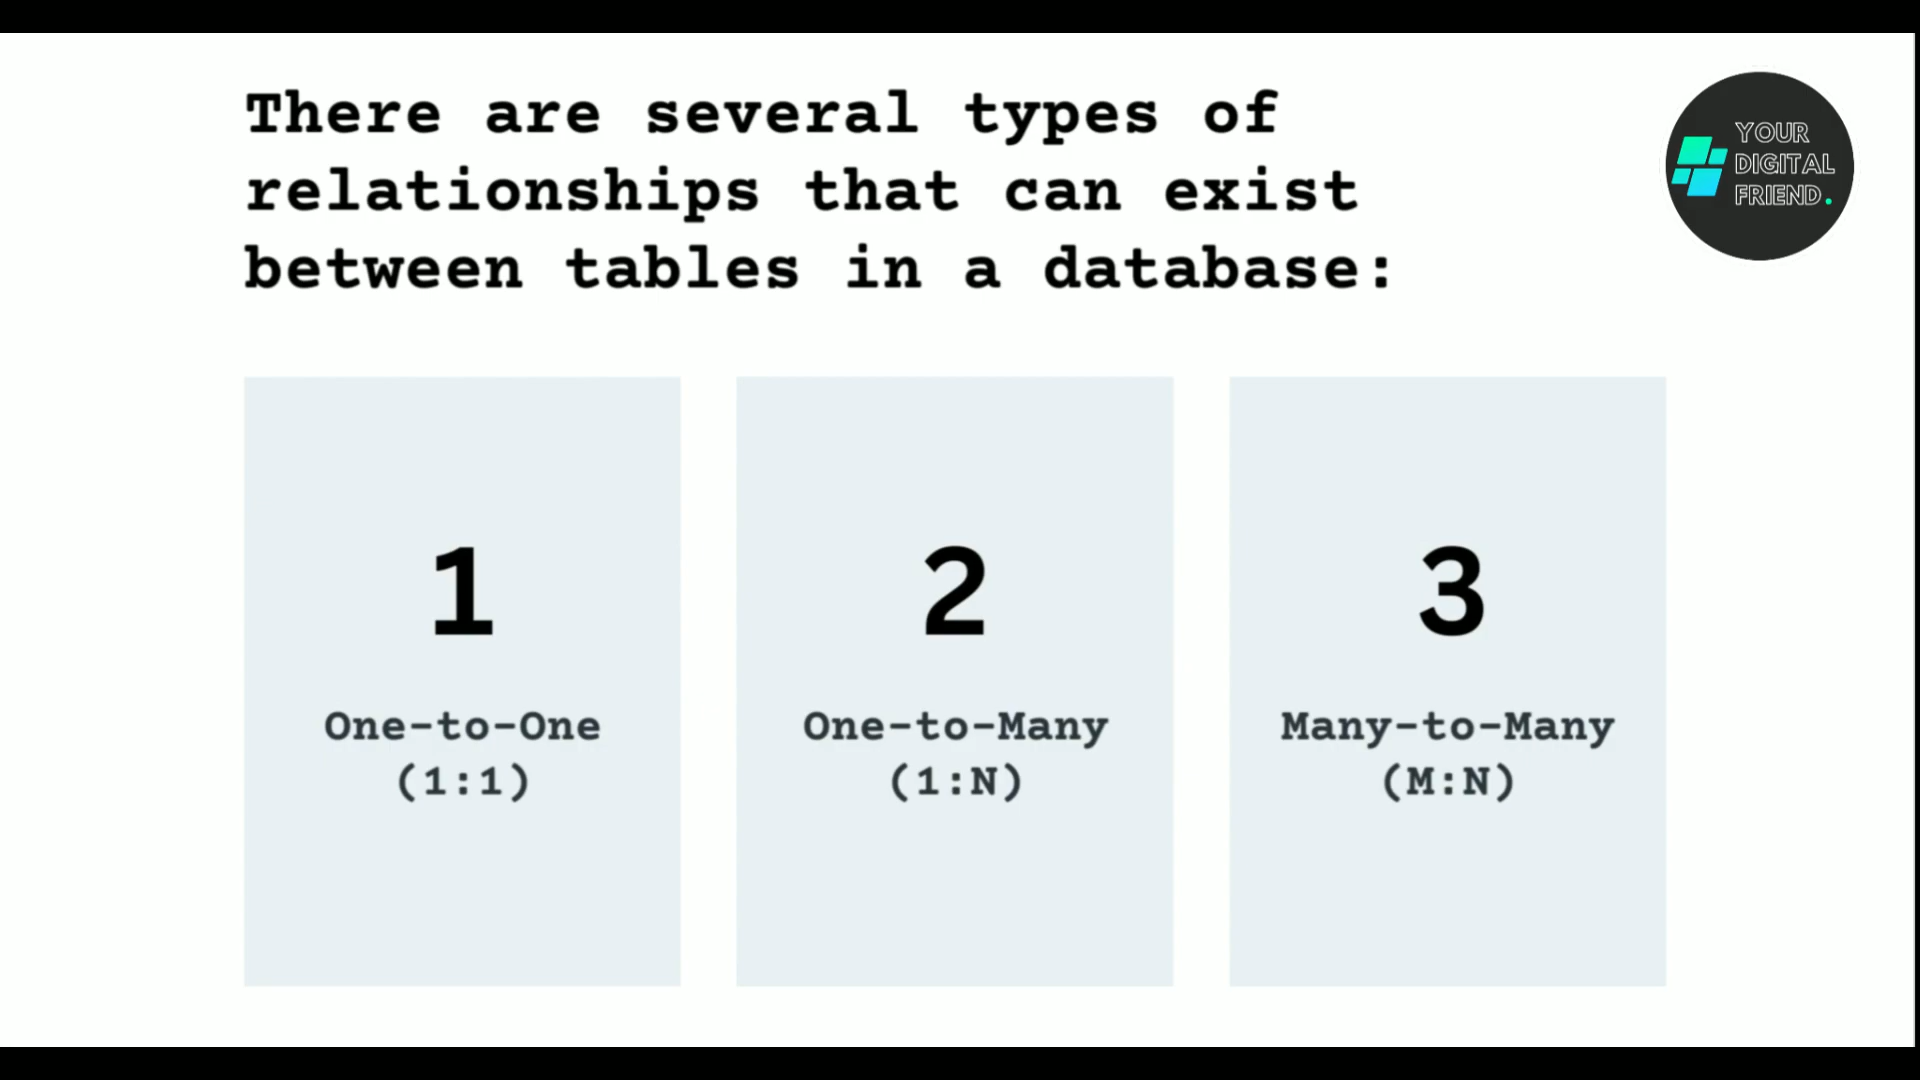 There are several types of
relationships that can exist
between tables in a database:
YOUR
DIGITAL
FRIEND.
1
One-to-One
(1:1)
2
One-to-Many
(1:N)
3
Many-to-Many
(M:N)